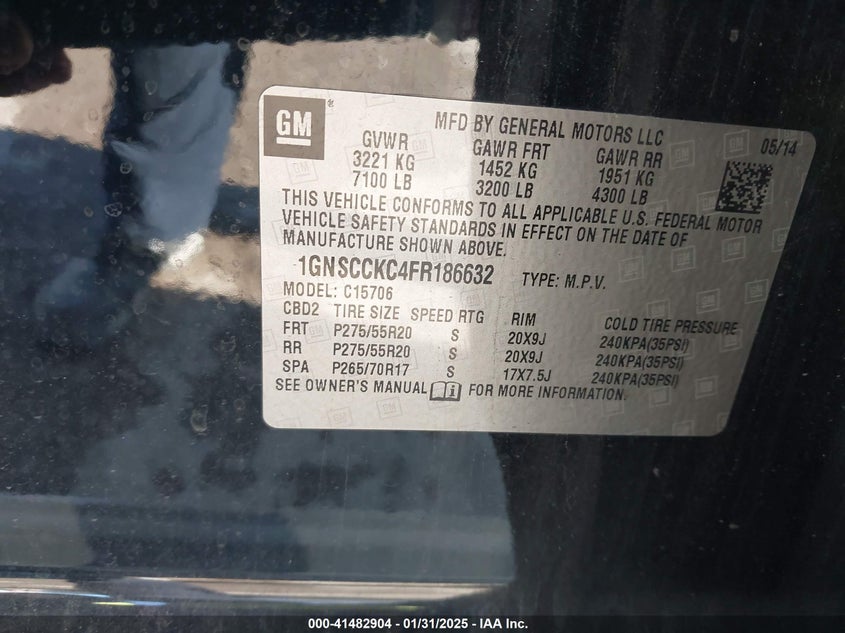 GM
MFD BY GENERAL MOTORS LLC 05/14
GVWR GAWR FRT GAWR RR
3221 KG 1452 KG 1951 KG
7100 LB 3200 LB 4300 LB
THIS VEHICLE CONFORMS TO ALL APPLICABLE U.S. FEDERAL MOTOR
VEHICLE SAFETY STANDARDS IN EFFECT ON THE DATE OF
MANUFACTURE SHOWN ABOVE.
1GNSCCKC4FR186632 TYPE: M.P.V.
MODEL: C15706
CBD2 TIRE SIZE SPEED RTG RIM COLD TIRE PRESSURE
FRT P275/55R20 S 20X9J 240KPA(35PSI)
RR P275/55R20 S 20X9J 240KPA(35PSI)
SPA P265/70R17 S 17X7.5J 240KPA(35PSI)
SEE OWNER'S MANUAL FOR MORE INFORMATION.
000-41482904 - 01/31/2025 - IAA Inc.